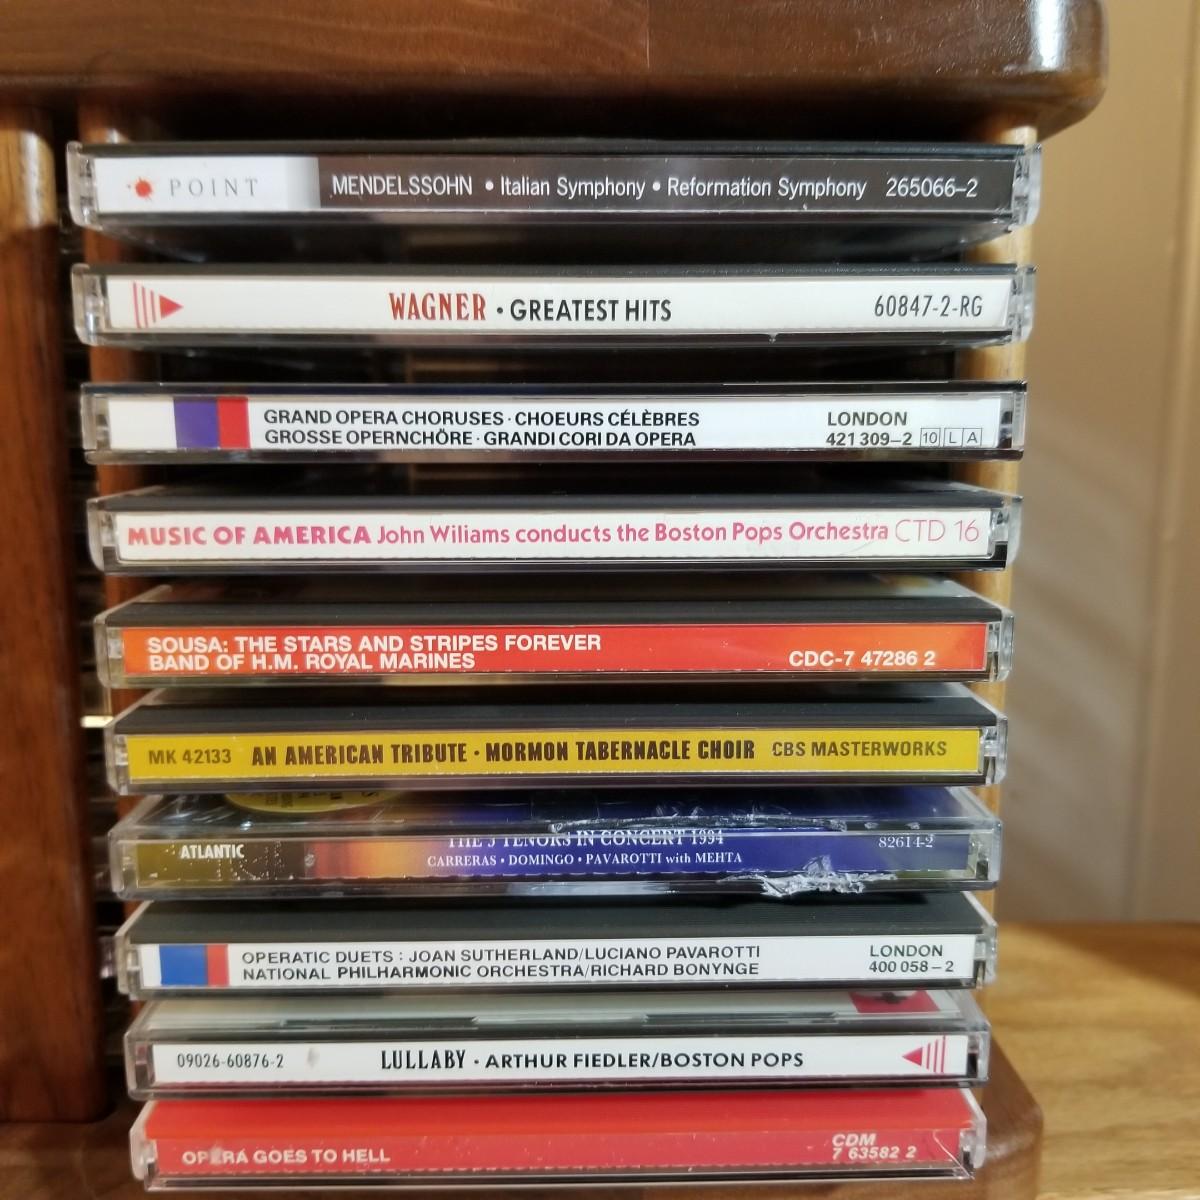 POINT MENDELSSOHN • Italian Symphony • Reformation Symphony 265066-2
WAGNER · GREATEST HITS 60847-2-RG
GRAND OPERA CHORUSES · CHOEURS CÉLÈBRES
GROSSE OPERNCHÖRE · GRANDI CORI DA OPERA
LONDON
421 309-2 10 L A
MUSIC OF AMERICA John Wiliams conducts the Boston Pops Orchestra CTD 16
SOUSA: THE STARS AND STRIPES FOREVER
BAND OF H.M. ROYAL MARINES
CDC-7 47286 2
MK 42133 AN AMERICAN TRIBUTE · MORMON TABERNACLE CHOIR CBS MASTERWORKS
ATLANTIC
THE 3 TENORS IN CONCERT 1994
CARRERAS · DOMINGO · PAVAROTTI with MEHTA
82614-2
OPERATIC DUETS : JOAN SUTHERLAND/LUCIANO PAVAROTTI
NATIONAL PHILHARMONIC ORCHESTRA/RICHARD BONYNGE
LONDON
400 058-2
09026-60876-2 LULLABY · ARTHUR FIEDLER/BOSTON POPS
OPERA GOES TO HELL
CDM
7 63582 2